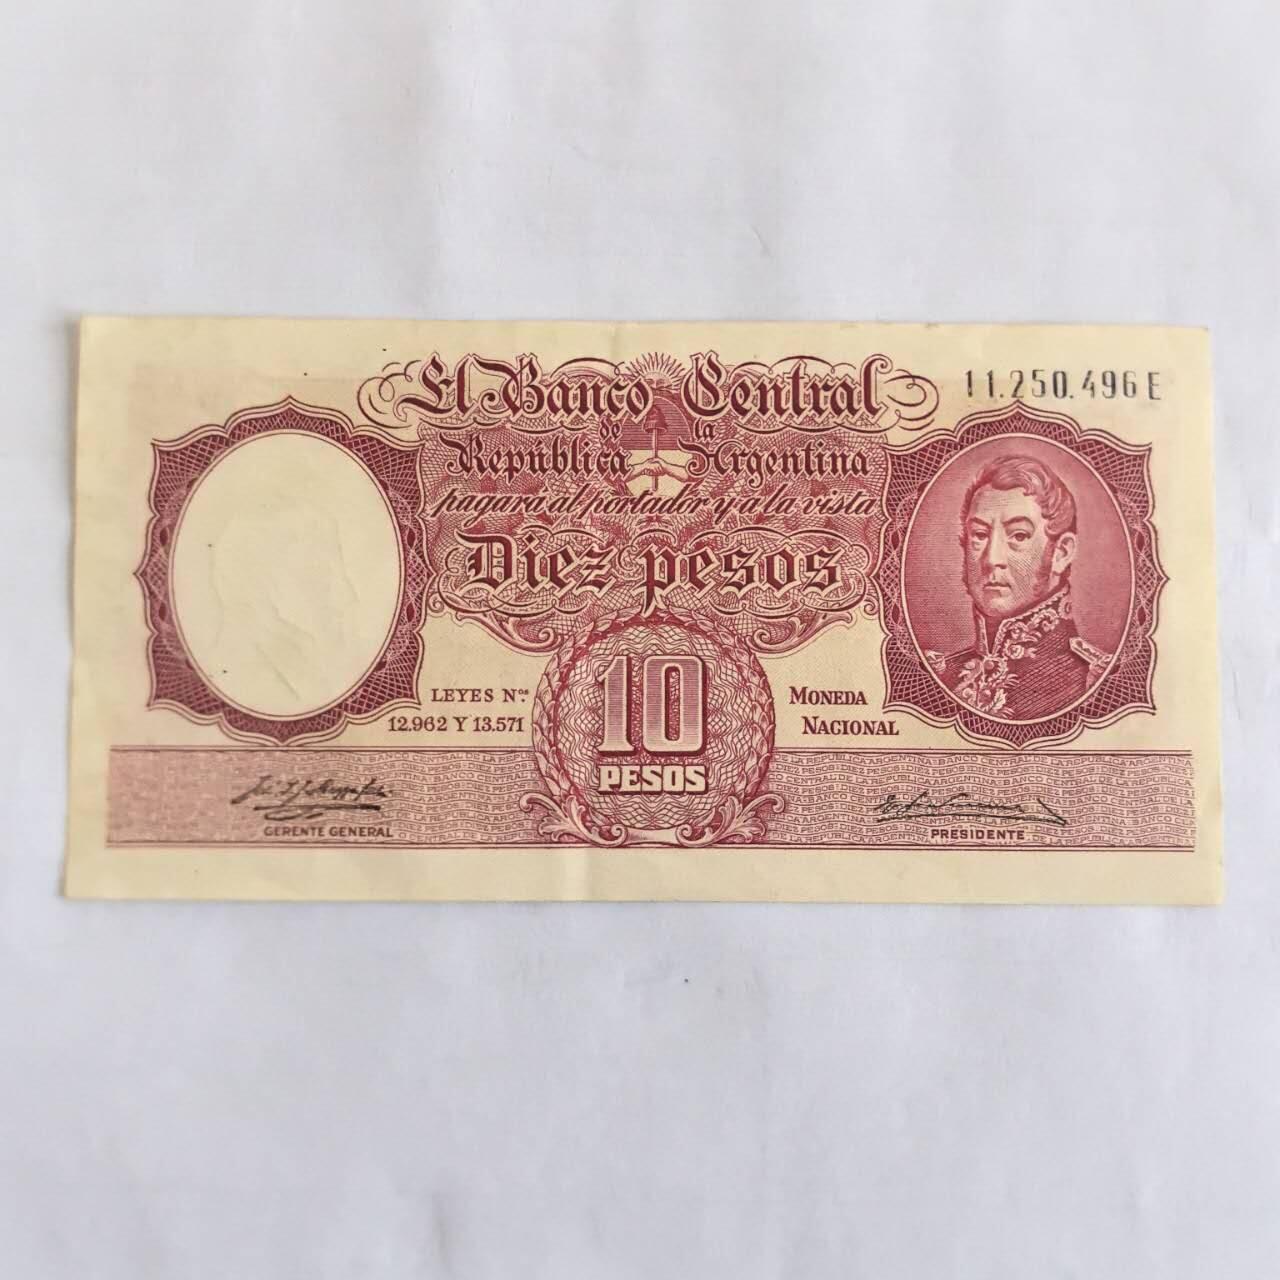 El Banco Central
11.250.496 E
de la
República Argentina
pagará al portador y a la vista
Diez pesos
LEYES Nos.
12.962 Y 13.571
10
PESOS
MONEDA
NACIONAL
GERENTE GENERAL
PRESIDENTE